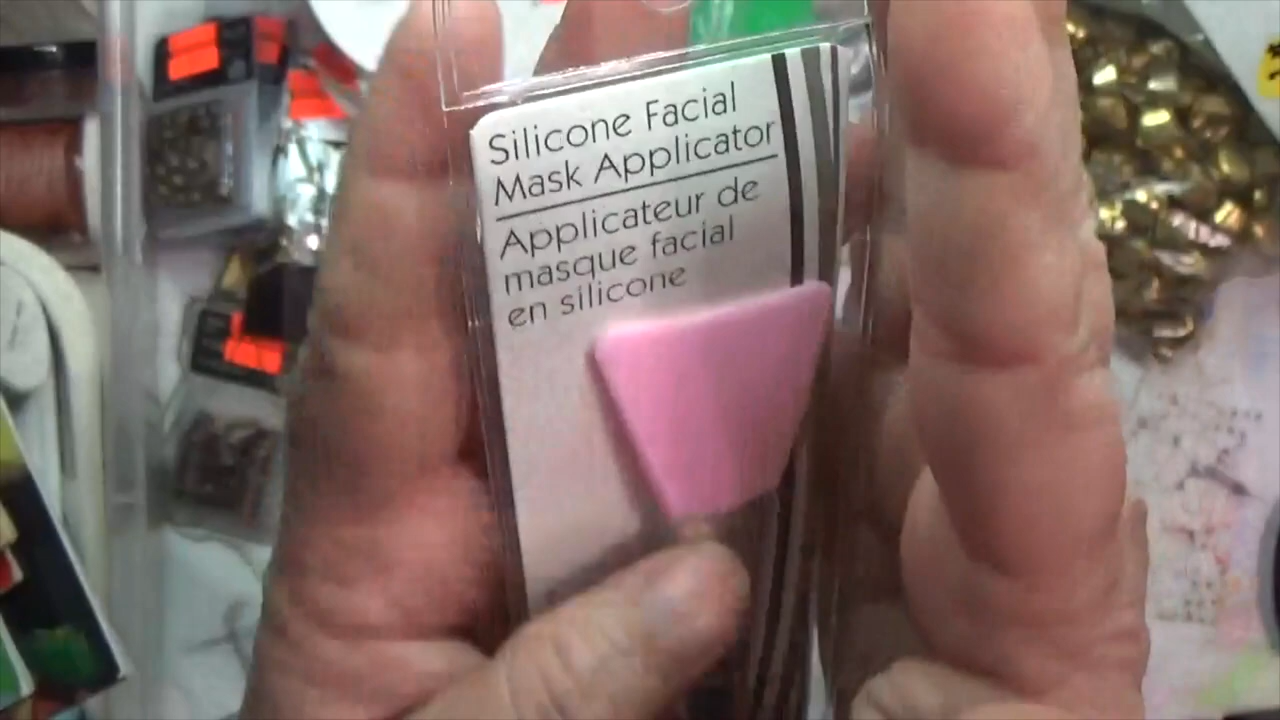 Silicone Facial
Mask Applicator
Applicateur de
masque facial
en silicone